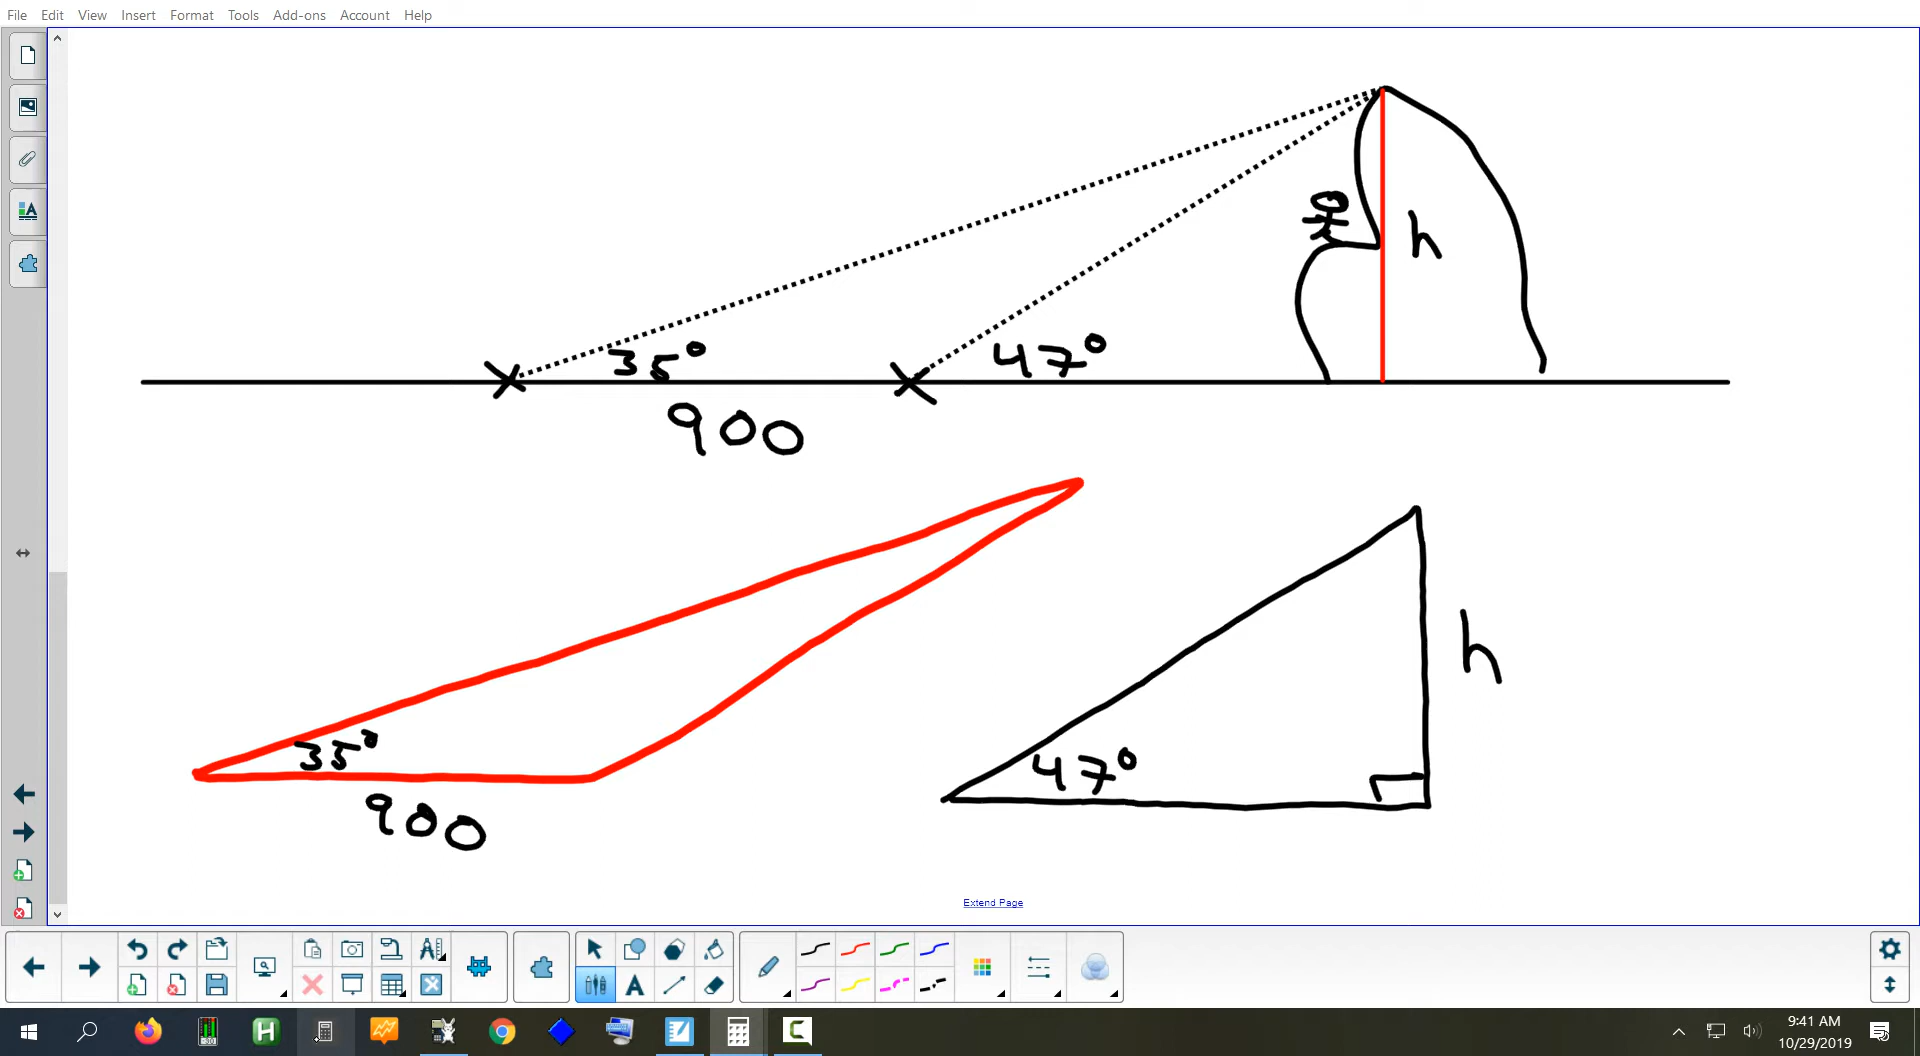 File Edit View Insert Format Tools Add-ons Account Help
h
35° 47°
900
h
35° 47°
900
Extend Page
9:41 AM
10/29/2019